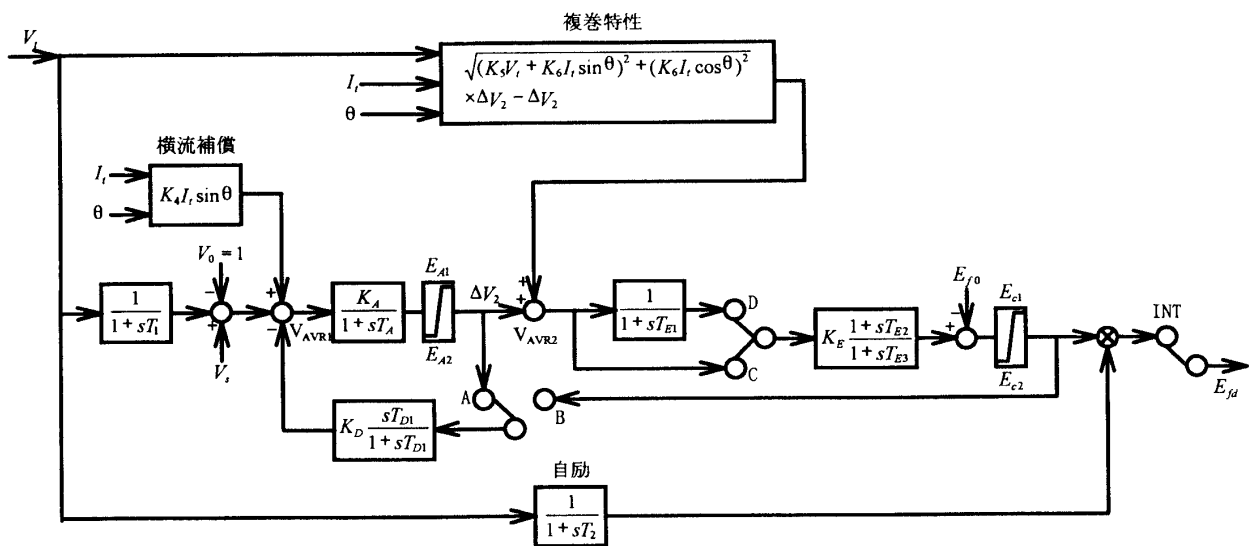 複巻特性
V_t
√(K_5V_t + K_6I_t sinθ)^2 + (K_6I_t cosθ)^2
×ΔV_2 − ΔV_2
I_t
θ
横流補償
I_t
K_4I_t sinθ
θ
V_0 = 1
−
+
V_s
1 / 1 + sT_1
+
−
V_AVR1
K_A / 1 + sT_A
E_A1
E_A2
ΔV_2
+
+
V_AVR2
1 / 1 + sT_E1
D
C
K_E 1 + sT_E2 / 1 + sT_E3
E_f0
−
+
E_c1
E_c2
INT
E_fd
A
B
K_D sT_D1 / 1 + sT_D1
自励
1 / 1 + sT_2